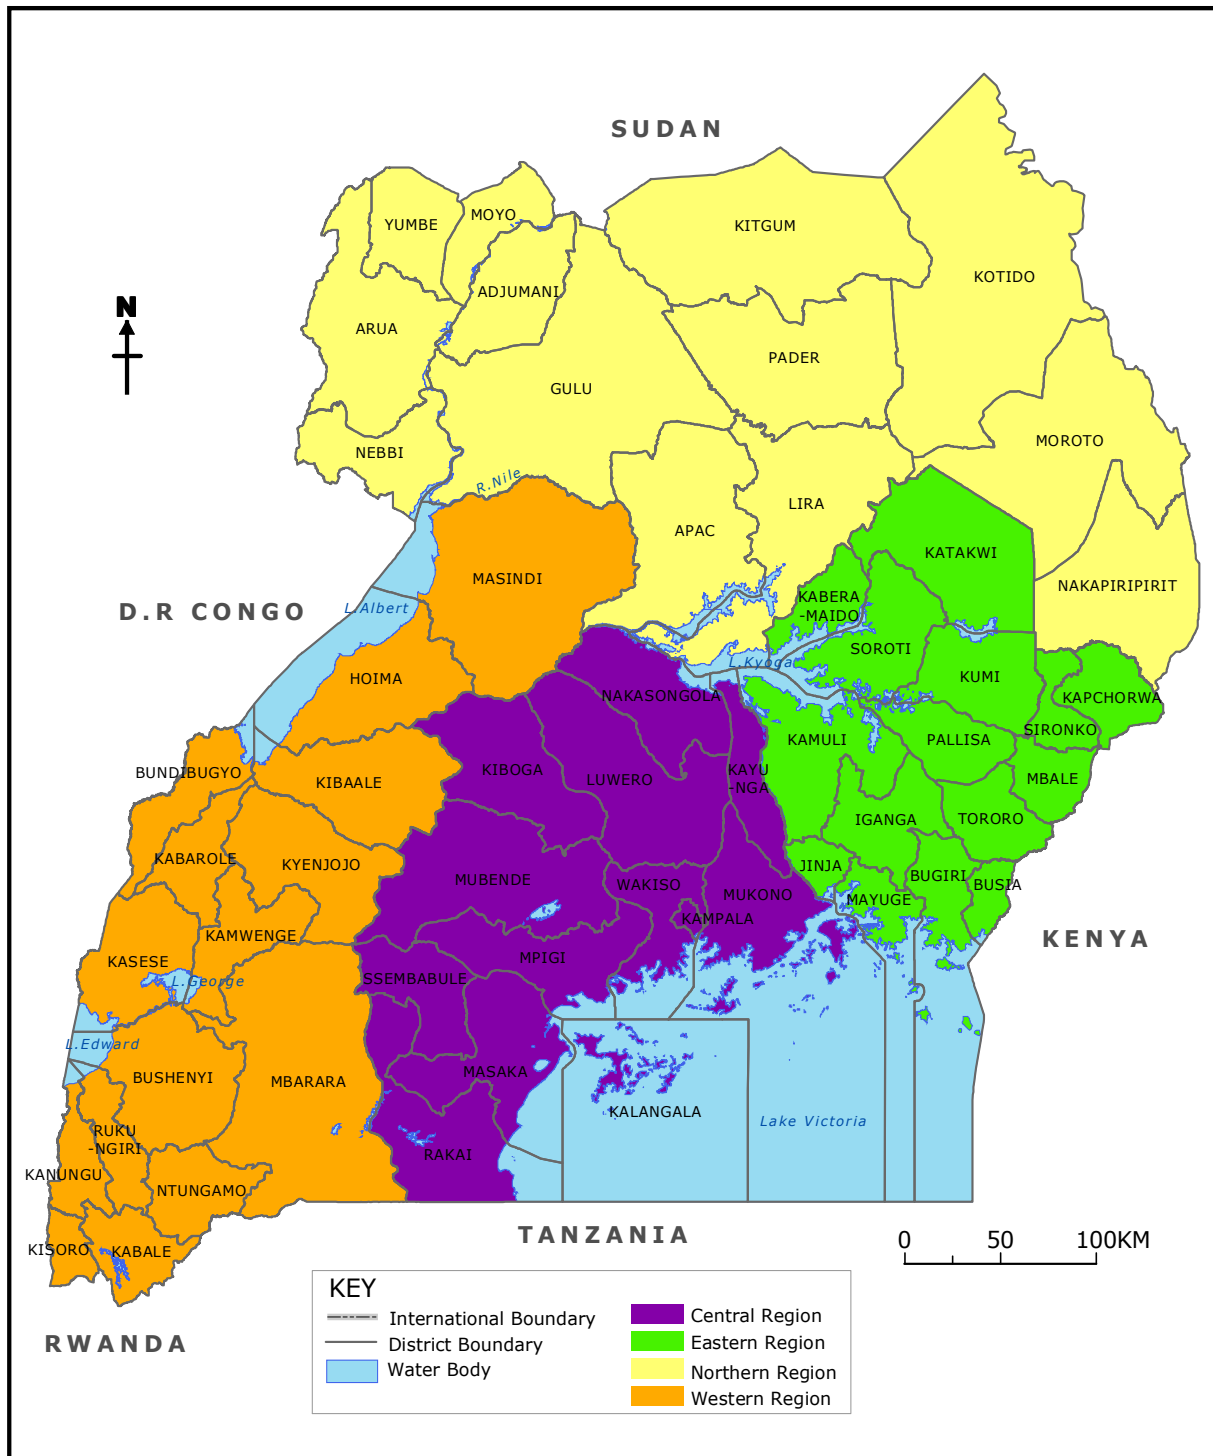 SUDAN
MOYO
YUMBE
KITGUM
KOTIDO
N
ADJUMANI
ARUA
PADER
GULU
MOROTO
NEBBI
R.Nile
LIRA
APAC
KATAKWI
MASINDI
NAKAPIRIPIRIT
KABERA
-MAIDO
D.R CONGO
L.Albert
SOROTI
L.Kyoga
KUMI
HOIMA
NAKASONGOLA
KAPCHORWA
SIRONKO
KAMULI
PALLISA
BUNDIBUGYO
KIBOGA
KAYU
-NGA
LUWERO
MBALE
KIBAALE
IGANGA
TORORO
KABAROLE
KYENJOJO
JINJA
BUGIRI
MUBENDE
WAKISO
BUSIA
MUKONO
MAYUGE
KAMPALA
KAMWENGE
KENYA
MPIGI
KASESE
SSEMBABULE
L.George
L.Edward
MASAKA
BUSHENYI
MBARARA
KALANGALA
Lake Victoria
RUKU
-NGIRI
RAKAI
KANUNGU
NTUNGAMO
TANZANIA
0 50 100KM
KISORO
KABALE
RWANDA
KEY
International Boundary
District Boundary
Water Body
Central Region
Eastern Region
Northern Region
Western Region